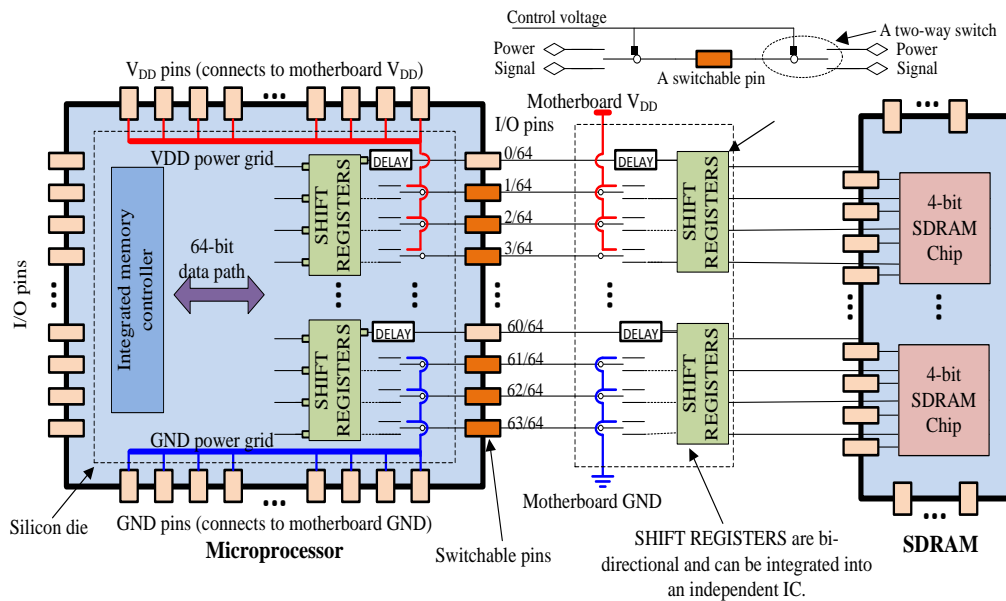 Control voltage
A two-way switch
Power
Signal
Power
Signal
A switchable pin
V_DD pins (connects to motherboard V_DD)
Motherboard V_DD
I/O pins
VDD power grid
DELAY
0/64
DELAY
1/64
2/64
3/64
SHIFT
REGISTERS
SHIFT
REGISTERS
4-bit
SDRAM
Chip
I/O pins
Integrated memory
controller
64-bit
data path
DELAY
60/64
DELAY
61/64
62/64
63/64
SHIFT
REGISTERS
SHIFT
REGISTERS
4-bit
SDRAM
Chip
GND power grid
Motherboard GND
Silicon die
GND pins (connects to motherboard GND)
Microprocessor
Switchable pins
SHIFT REGISTERS are bi-
directional and can be integrated into
an independent IC.
SDRAM